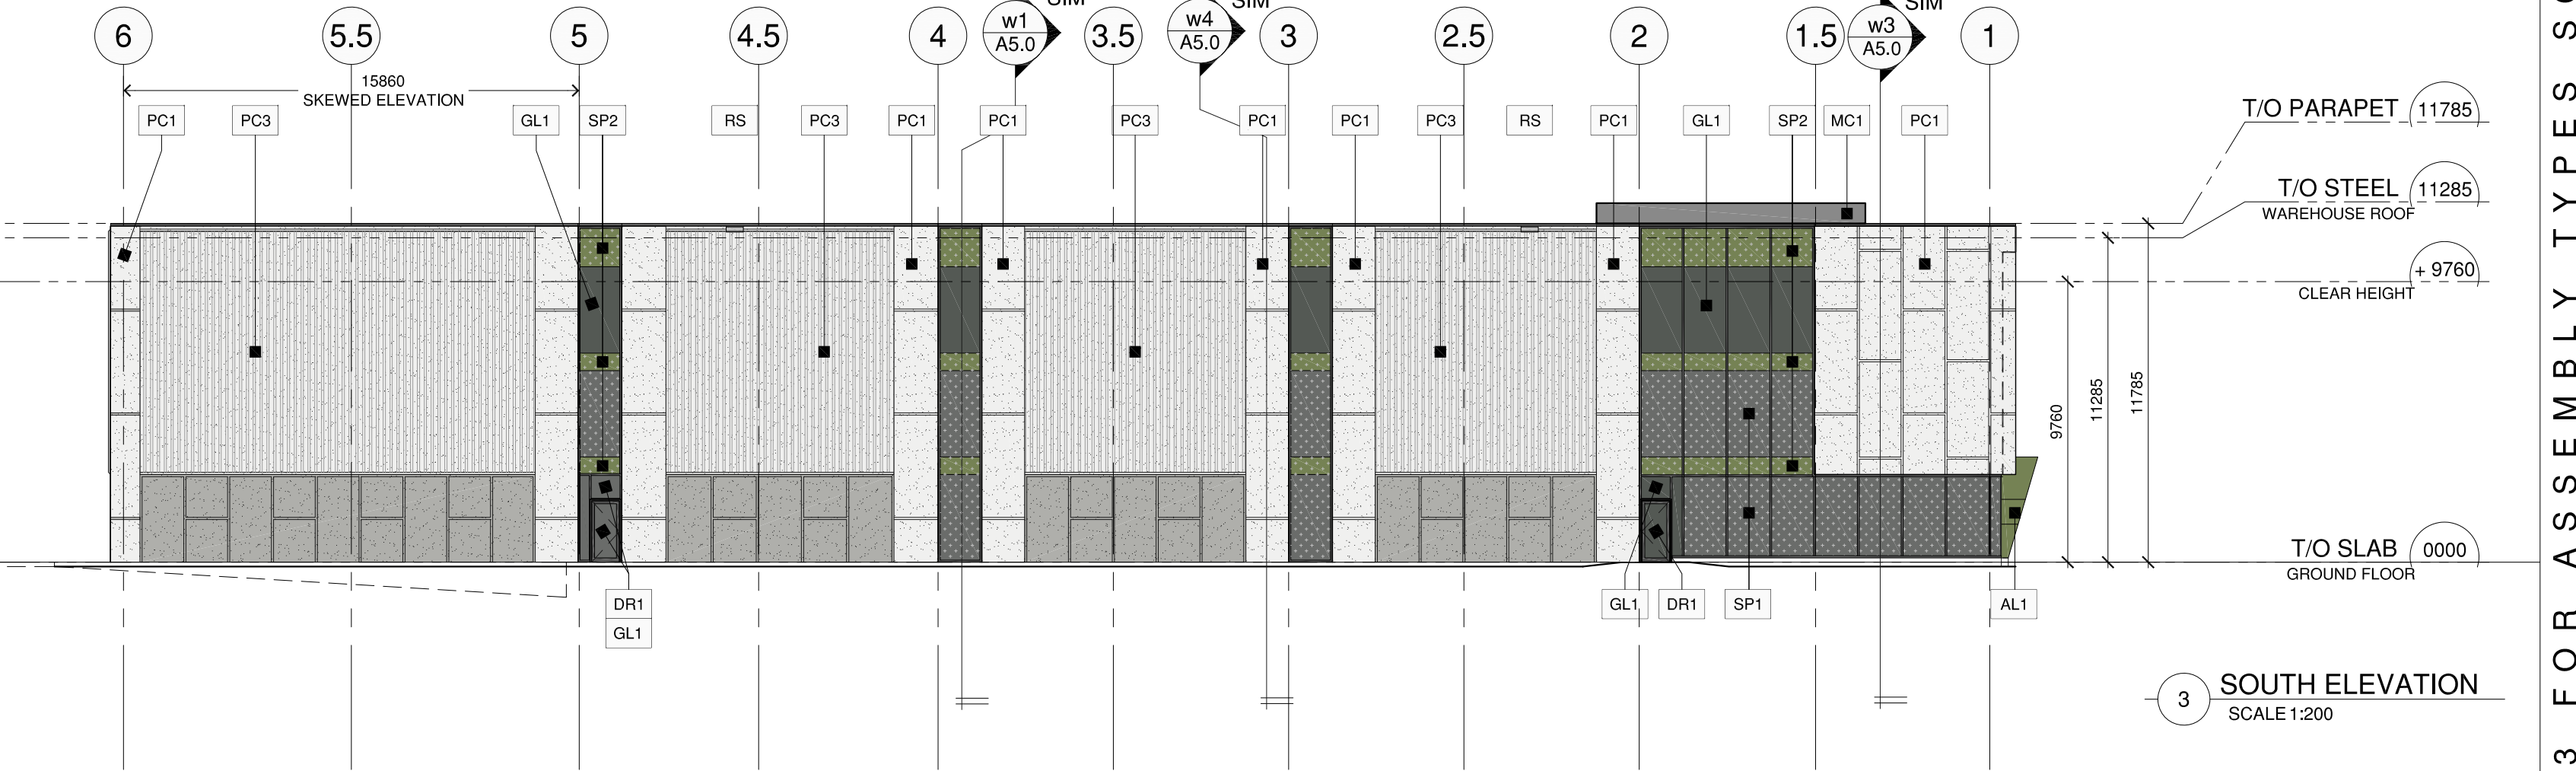 SIM
SIM
SIM
6
5.5
5
4.5
4
w1
A5.0
3.5
w4
A5.0
3
2.5
2
1.5
w3
A5.0
1
15860
SKEWED ELEVATION
PC1
PC3
GL1
SP2
RS
PC3
PC1
PC1
PC3
PC1
PC1
PC3
RS
PC1
GL1
SP2
MC1
PC1
T/O PARAPET 11785
T/O STEEL 11285
WAREHOUSE ROOF
+ 9760
CLEAR HEIGHT
9760
11285
11785
T/O SLAB 0000
GROUND FLOOR
DR1
GL1
GL1
DR1
SP1
AL1
3 SOUTH ELEVATION
SCALE 1:200
3 FOR ASSEMBLY TYPES